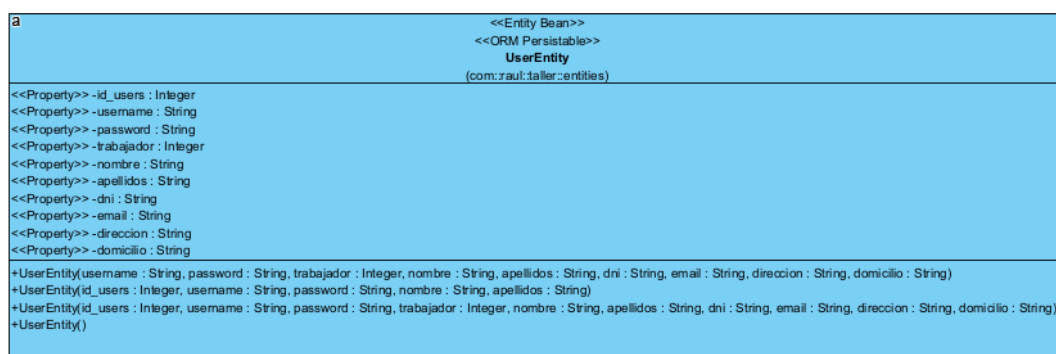 a
<<Entity Bean>>
<<ORM Persistable>>
UserEntity
(com::raul::taller::entities)
<<Property>> -id_users : Integer
<<Property>> -username : String
<<Property>> -password : String
<<Property>> -trabajador : Integer
<<Property>> -nombre : String
<<Property>> -apellidos : String
<<Property>> -dni : String
<<Property>> -email : String
<<Property>> -direccion : String
<<Property>> -domicilio : String
+UserEntity(username : String, password : String, trabajador : Integer, nombre : String, apellidos : String, dni : String, email : String, direccion : String, domicilio : String)
+UserEntity(id_users : Integer, username : String, password : String, nombre : String, apellidos : String)
+UserEntity(id_users : Integer, username : String, password : String, trabajador : Integer, nombre : String, apellidos : String, dni : String, email : String, direccion : String, domicilio : String)
+UserEntity()